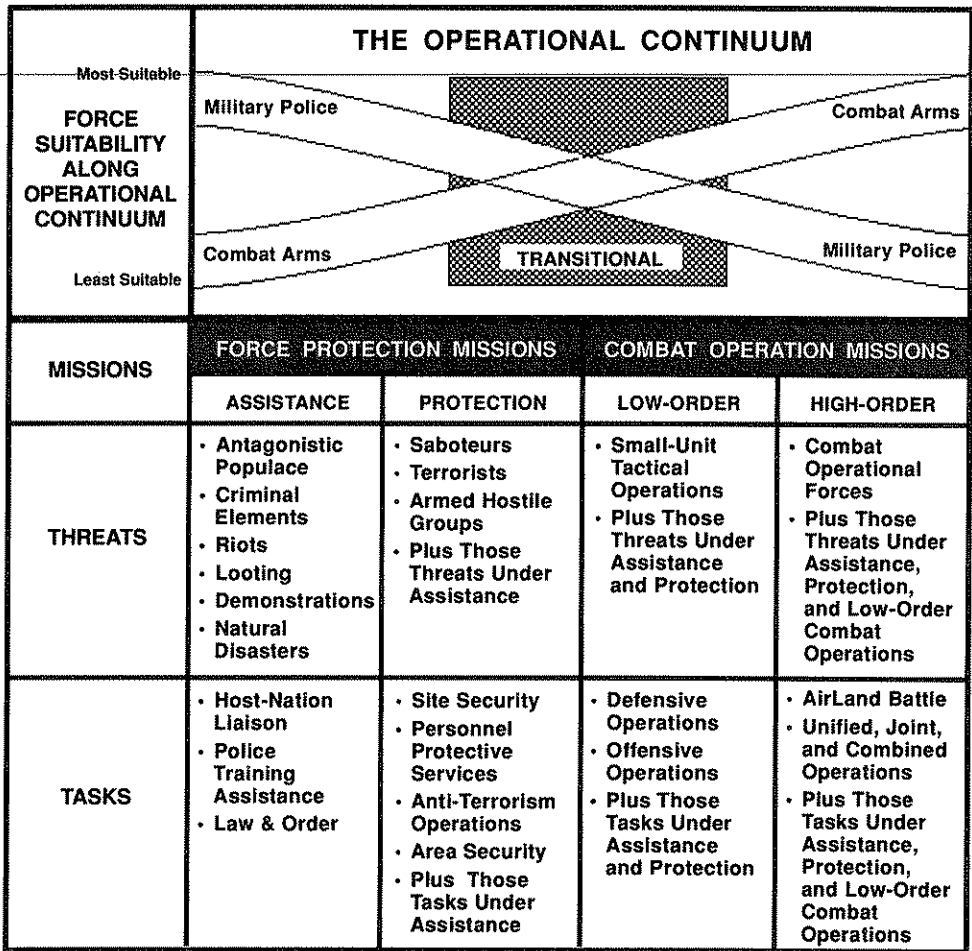 THE OPERATIONAL CONTINUUM
Most Suitable
FORCE
SUITABILITY
ALONG
OPERATIONAL
CONTINUUM
Least Suitable
Military Police
Combat Arms
Combat Arms
TRANSITIONAL
Military Police
MISSIONS
FORCE PROTECTION MISSIONS
COMBAT OPERATION MISSIONS
ASSISTANCE
PROTECTION
LOW-ORDER
HIGH-ORDER
THREATS
• Antagonistic
Populace
• Criminal
Elements
• Riots
• Looting
• Demonstrations
• Natural
Disasters
• Saboteurs
• Terrorists
• Armed Hostile
Groups
• Plus Those
Threats Under
Assistance
• Small-Unit
Tactical
Operations
• Plus Those
Threats Under
Assistance
and Protection
• Combat
Operational
Forces
• Plus Those
Threats Under
Assistance,
Protection,
and Low-Order
Combat
Operations
TASKS
• Host-Nation
Liaison
• Police
Training
Assistance
• Law & Order
• Site Security
• Personnel
Protective
Services
• Anti-Terrorism
Operations
• Area Security
• Plus Those
Tasks Under
Assistance
• Defensive
Operations
• Offensive
Operations
• Plus Those
Tasks Under
Assistance
and Protection
• AirLand Battle
• Unified, Joint,
and Combined
Operations
• Plus Those
Tasks Under
Assistance,
Protection,
and Low-Order
Combat
Operations